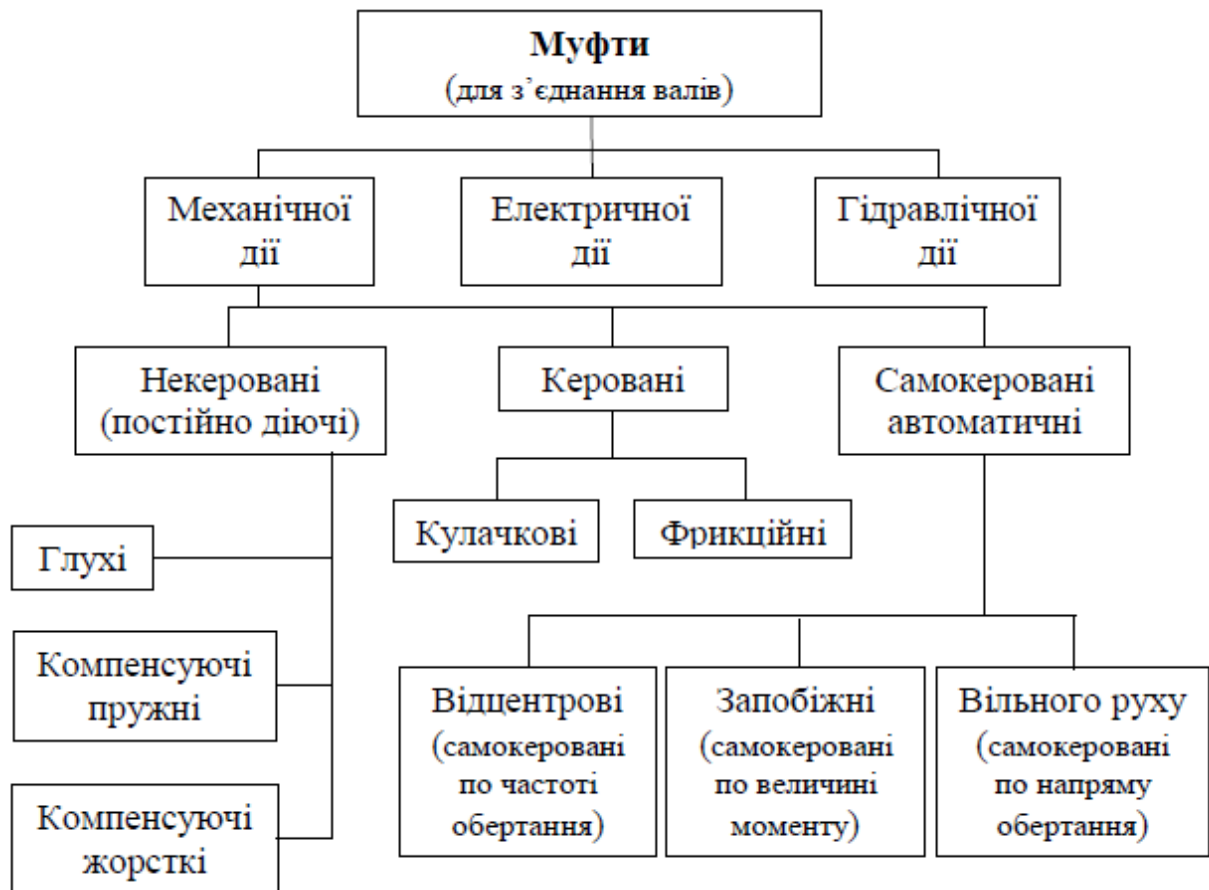 Муфти
(для з’єднання валів)
Механічної
дії
Електричної
дії
Гідравлічної
дії
Некеровані
(постійно діючі)
Керовані
Самокеровані
автоматичні
Кулачкові
Фрикційні
Глухі
Компенсуючі
пружні
Компенсуючі
жорсткі
Відцентрові
(самокеровані
по частоті
обертання)
Запобіжні
(самокеровані
по величині
моменту)
Вільного руху
(самокеровані
по напряму
обертання)